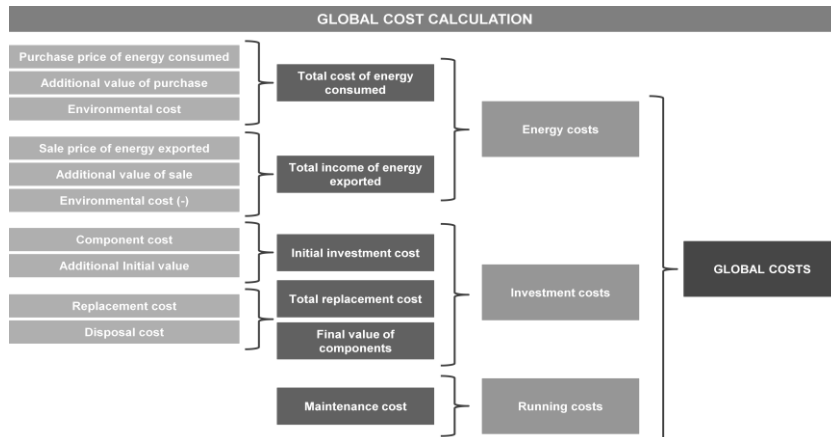 GLOBAL COST CALCULATION
Purchase price of energy consumed
Additional value of purchase
Environmental cost
Total cost of energy
consumed
Energy costs
Sale price of energy exported
Additional value of sale
Environmental cost (-)
Total income of energy
exported
Component cost
Additional Initial value
Initial investment cost
Replacement cost
Disposal cost
Total replacement cost
Final value of
components
Investment costs
GLOBAL COSTS
Maintenance cost
Running costs